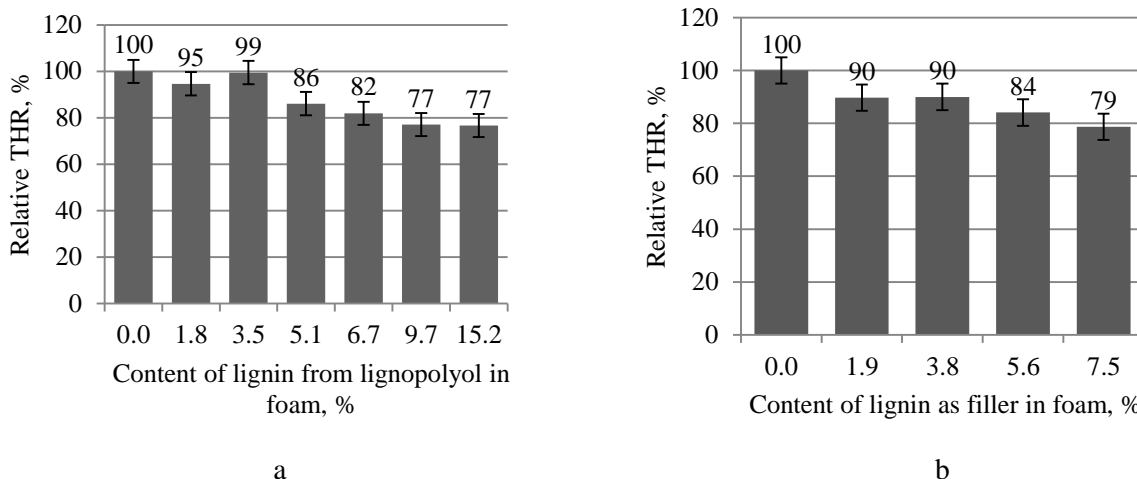 120
100
80
60
40
20
0
Relative THR, %
100
95
99
86
82
77
77
0.0 1.8 3.5 5.1 6.7 9.7 15.2
Content of lignin from lignopolyol in
foam, %
a
120
100
80
60
40
20
0
Relative THR, %
100
90
90
84
79
0.0 1.9 3.8 5.6 7.5
Content of lignin as filler in foam, %
b